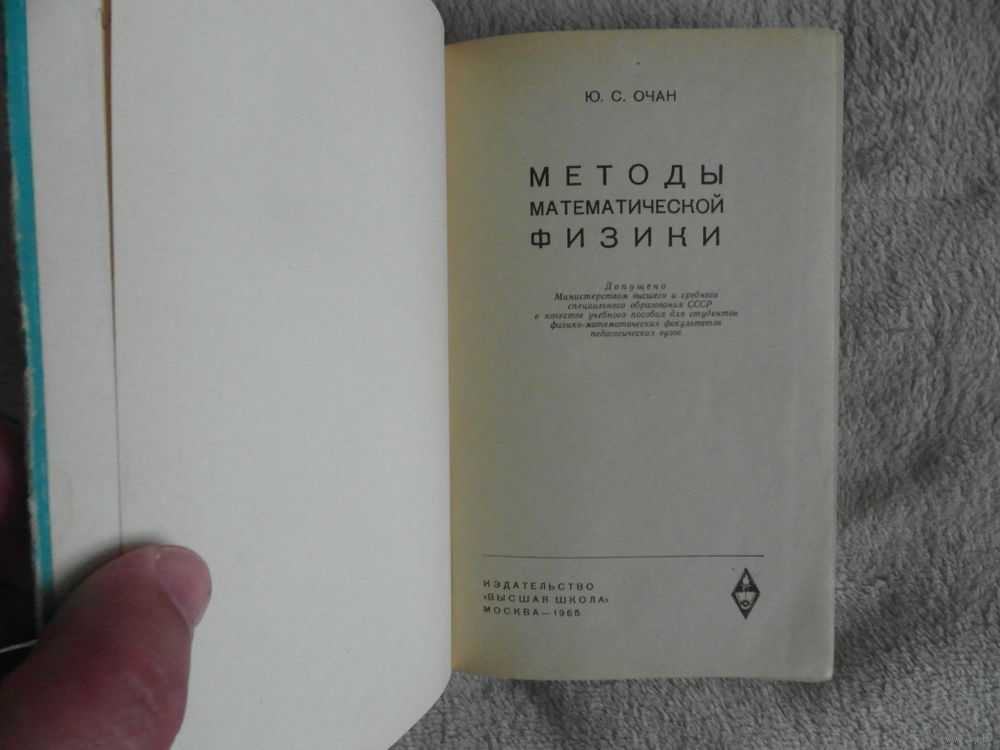 Ю. С. ОЧАН
МЕТОДЫ
МАТЕМАТИЧЕСКОЙ
ФИЗИКИ
Допущено
Министерством высшего и среднего
специального образования СССР
в качестве учебного пособия для студентов
физико-математических факультетов
педагогических вузов
ИЗДАТЕЛЬСТВО
«ВЫСШАЯ ШКОЛА»
МОСКВА—1965